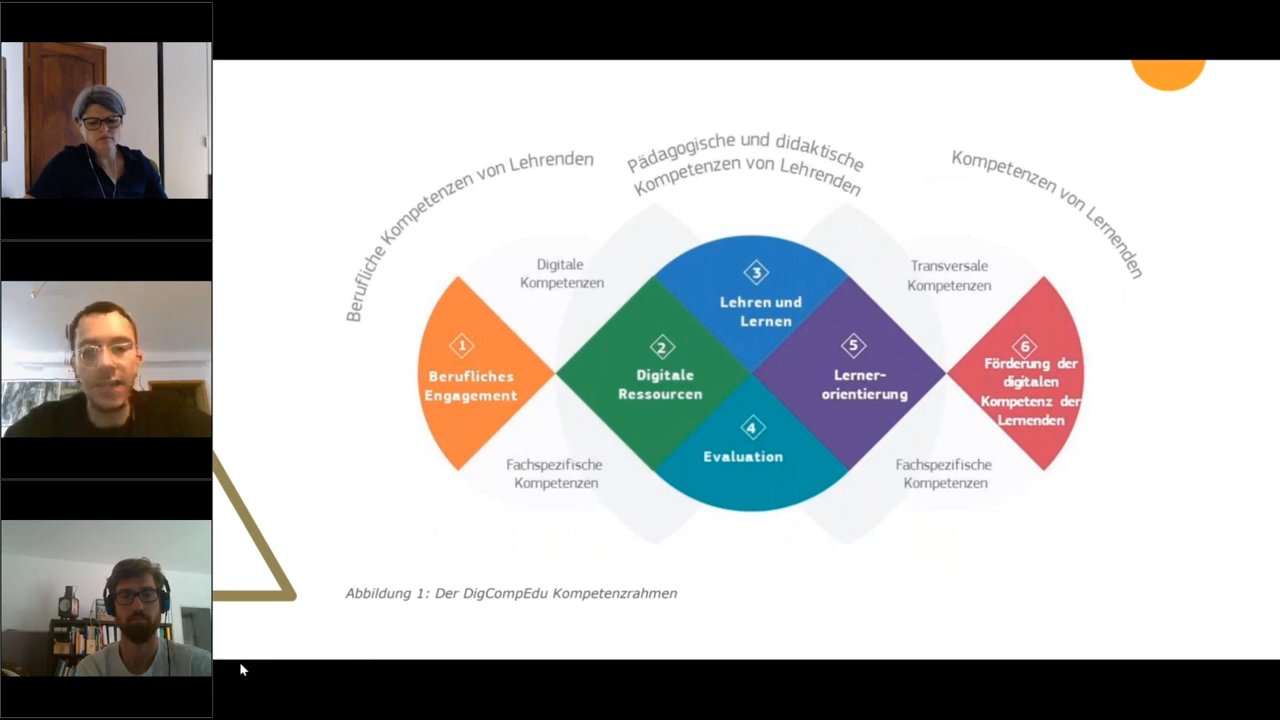 Berufliche Kompetenzen von Lehrenden
Pädagogische und didaktische
Kompetenzen von Lehrenden
Kompetenzen von Lernenden
Digitale
Kompetenzen
Transversale
Kompetenzen
1
Berufliches
Engagement
2
Digitale
Ressourcen
3
Lehren und
Lernen
4
Evaluation
5
Lerner-
orientierung
6
Förderung der
digitalen
Kompetenz der
Lernenden
Fachspezifische
Kompetenzen
Fachspezifische
Kompetenzen
Abbildung 1: Der DigCompEdu Kompetenzrahmen